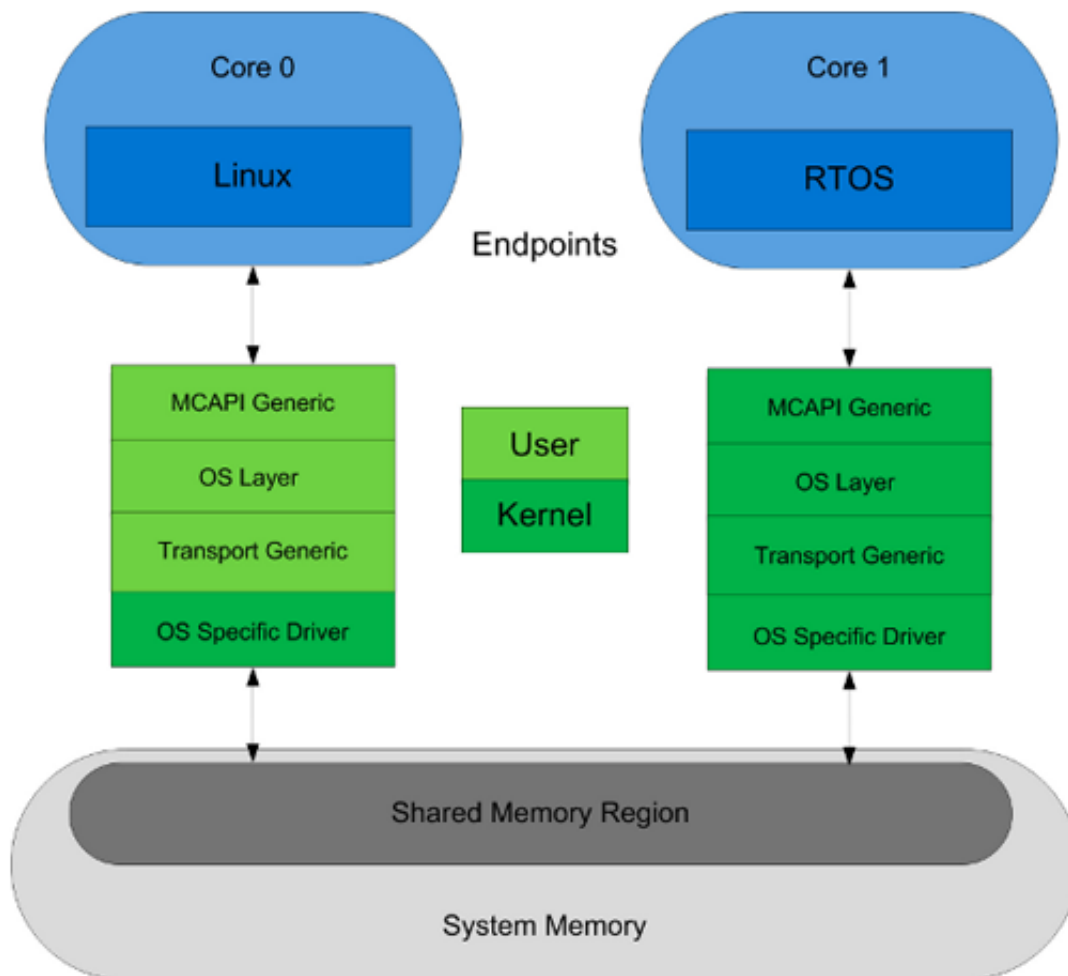 Core 0
Linux
Core 1
RTOS
Endpoints
MCAPI Generic
OS Layer
Transport Generic
OS Specific Driver
User
Kernel
MCAPI Generic
OS Layer
Transport Generic
OS Specific Driver
Shared Memory Region
System Memory